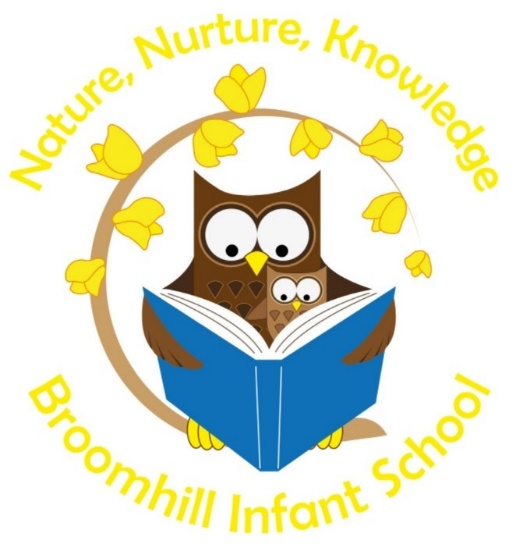 Nature, Nurture, Knowledge
Broomhill Infant School